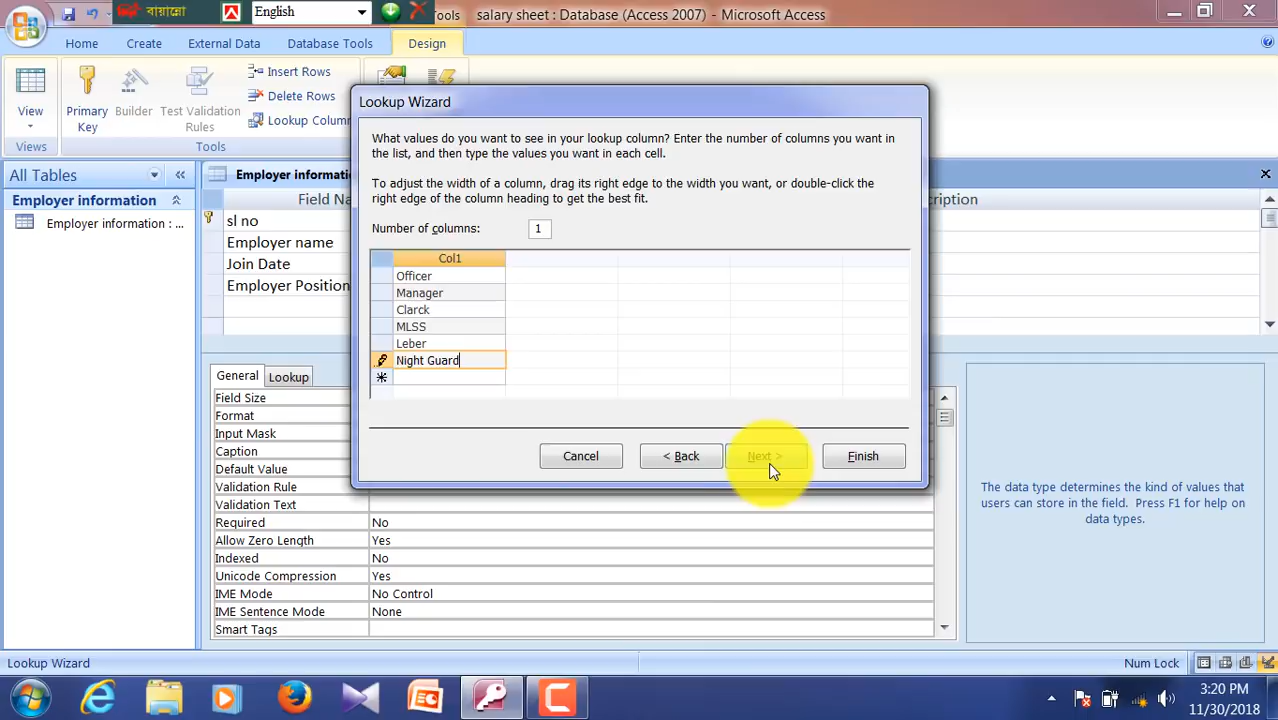 বায়ান্নো
English
Tools
salary sheet : Database (Access 2007) - Microsoft Access
Home
Create
External Data
Database Tools
Design
View
Primary Key
Builder
Test Validation Rules
Insert Rows
Delete Rows
Lookup Colum
Views
Tools
All Tables
Employer information
Employer information : ...
Employer informatio
Field Na
cription
sl no
Employer name
Join Date
Employer Position
Lookup Wizard
What values do you want to see in your lookup column? Enter the number of columns you want in
the list, and then type the values you want in each cell.
To adjust the width of a column, drag its right edge to the width you want, or double-click the
right edge of the column heading to get the best fit.
Number of columns: 1
Col1
Officer
Manager
Clarck
MLSS
Leber
Night Guard
Cancel
< Back
Next >
Finish
General
Lookup
Field Size
Format
Input Mask
Caption
Default Value
Validation Rule
Validation Text
Required No
Allow Zero Length Yes
Indexed No
Unicode Compression Yes
IME Mode No Control
IME Sentence Mode None
Smart Tags
The data type determines the kind of values that
users can store in the field. Press F1 for help on
data types.
Lookup Wizard
Num Lock
3:20 PM
11/30/2018